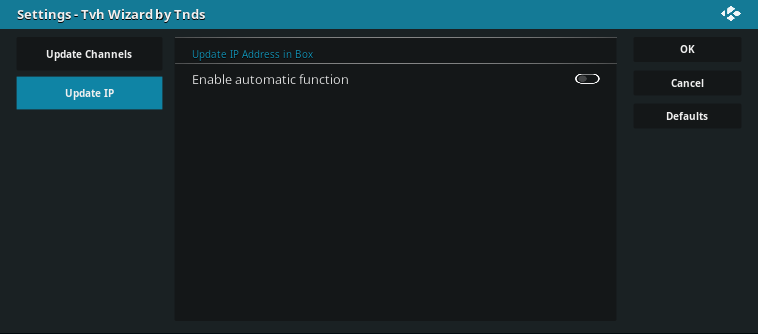 Settings - Tvh Wizard by Tnds
Update Channels
Update IP
Update IP Address in Box
Enable automatic function
OK
Cancel
Defaults